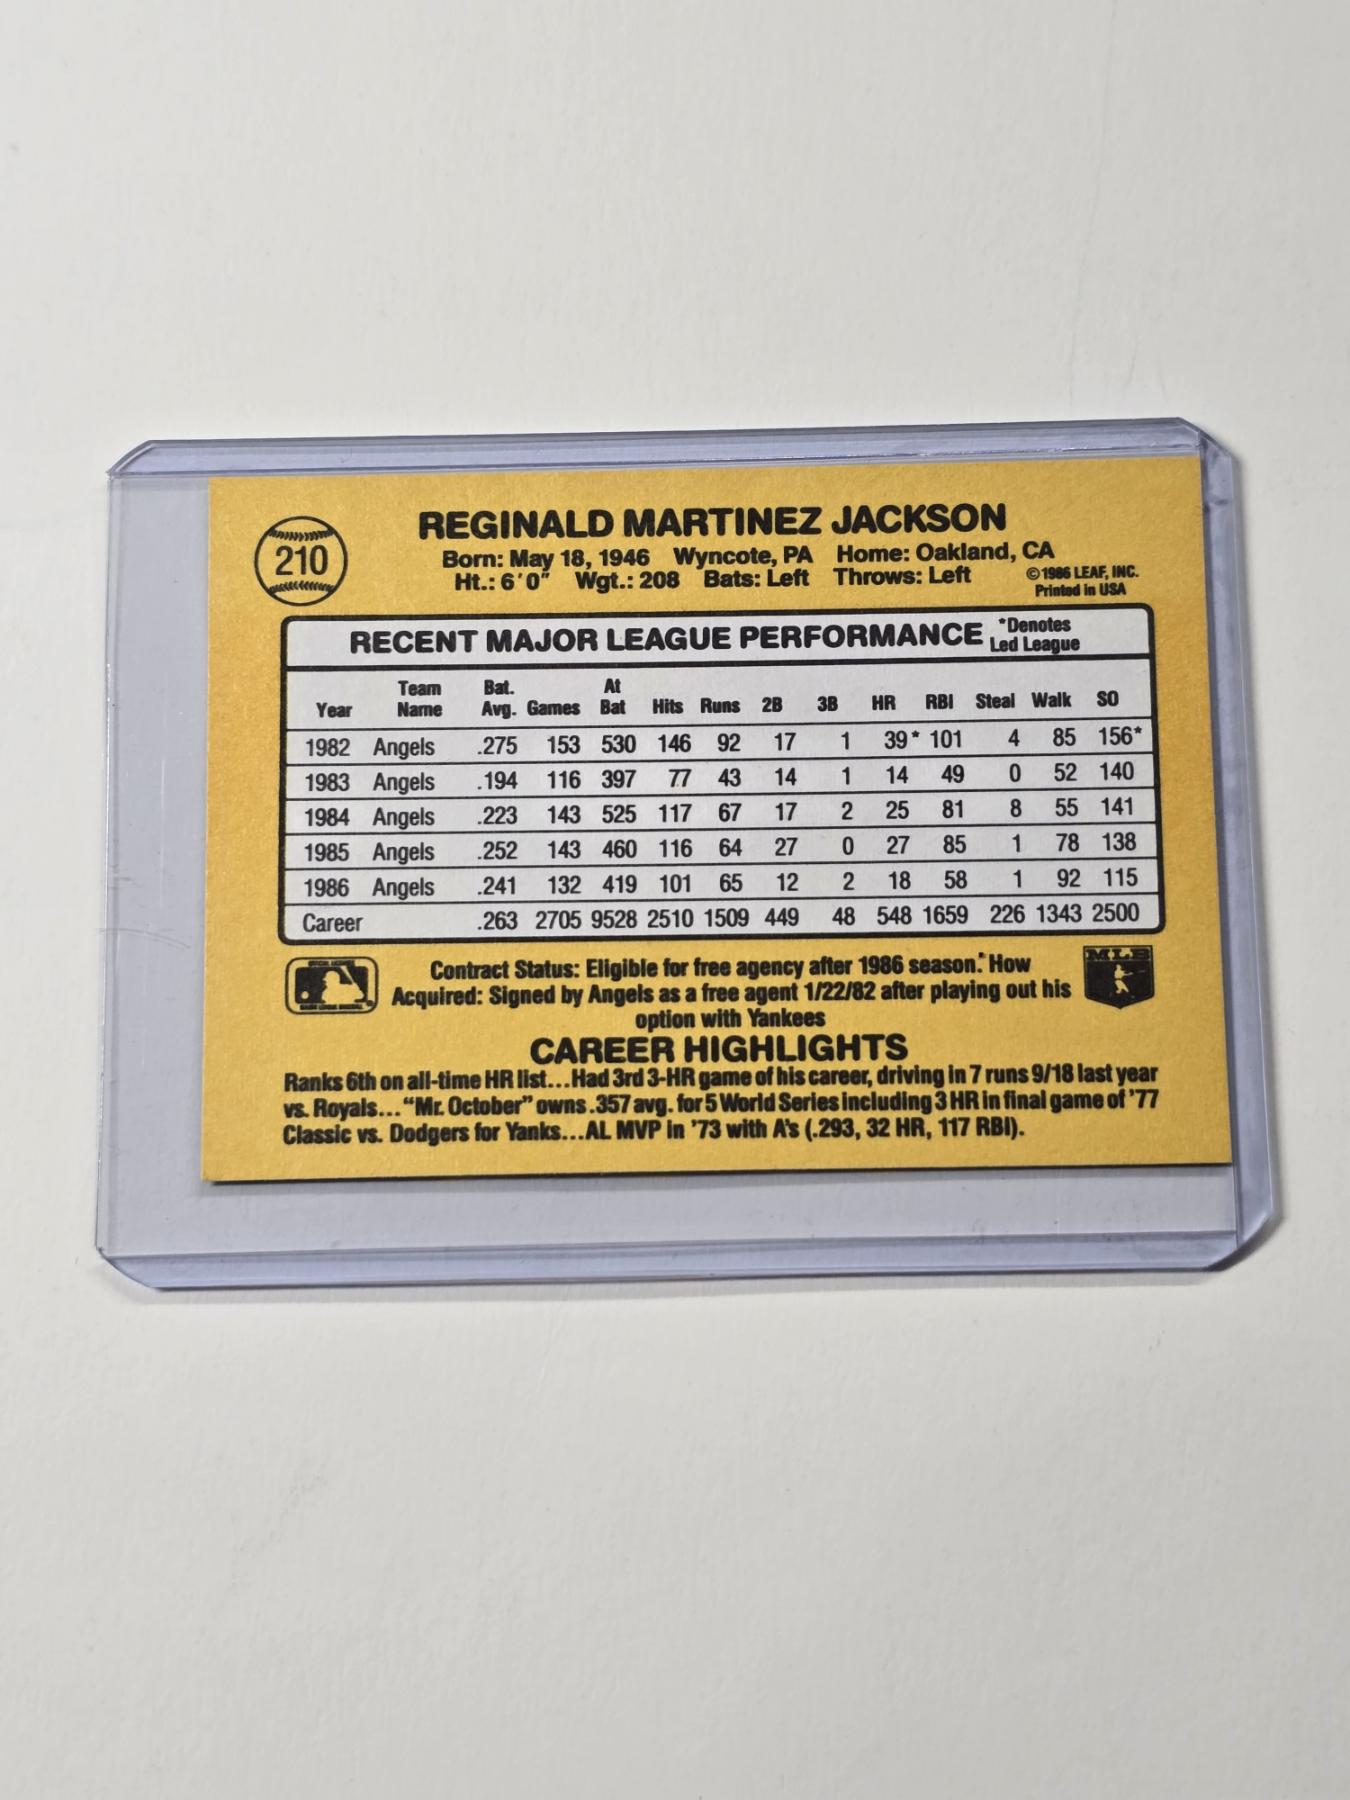 210
REGINALD MARTINEZ JACKSON
Born: May 18, 1946 Wyncote, PA Home: Oakland, CA
Ht.: 6'0" Wgt.: 208 Bats: Left Throws: Left
©1986 LEAF, INC.
Printed in USA
RECENT MAJOR LEAGUE PERFORMANCE *Denotes Led League
Year Team Name Bat. Avg. Games At Bat Hits Runs 2B 3B HR RBI Steal Walk SO
1982 Angels .275 153 530 146 92 17 1 39* 101 4 85 156*
1983 Angels .194 116 397 77 43 14 1 14 49 0 52 140
1984 Angels .223 143 525 117 67 17 2 25 81 8 55 141
1985 Angels .252 143 460 116 64 27 0 27 85 1 78 138
1986 Angels .241 132 419 101 65 12 2 18 58 1 92 115
Career .263 2705 9528 2510 1509 449 48 548 1659 226 1343 2500
MLB
Contract Status: Eligible for free agency after 1986 season. How
Acquired: Signed by Angels as a free agent 1/22/82 after playing out his
option with Yankees
CAREER HIGHLIGHTS
Ranks 6th on all-time HR list...Had 3rd 3-HR game of his career, driving in 7 runs 9/18 last year
vs. Royals..."Mr. October" owns .357 avg. for 5 World Series including 3 HR in final game of '77
Classic vs. Dodgers for Yanks...AL MVP in '73 with A's (.293, 32 HR, 117 RBI).